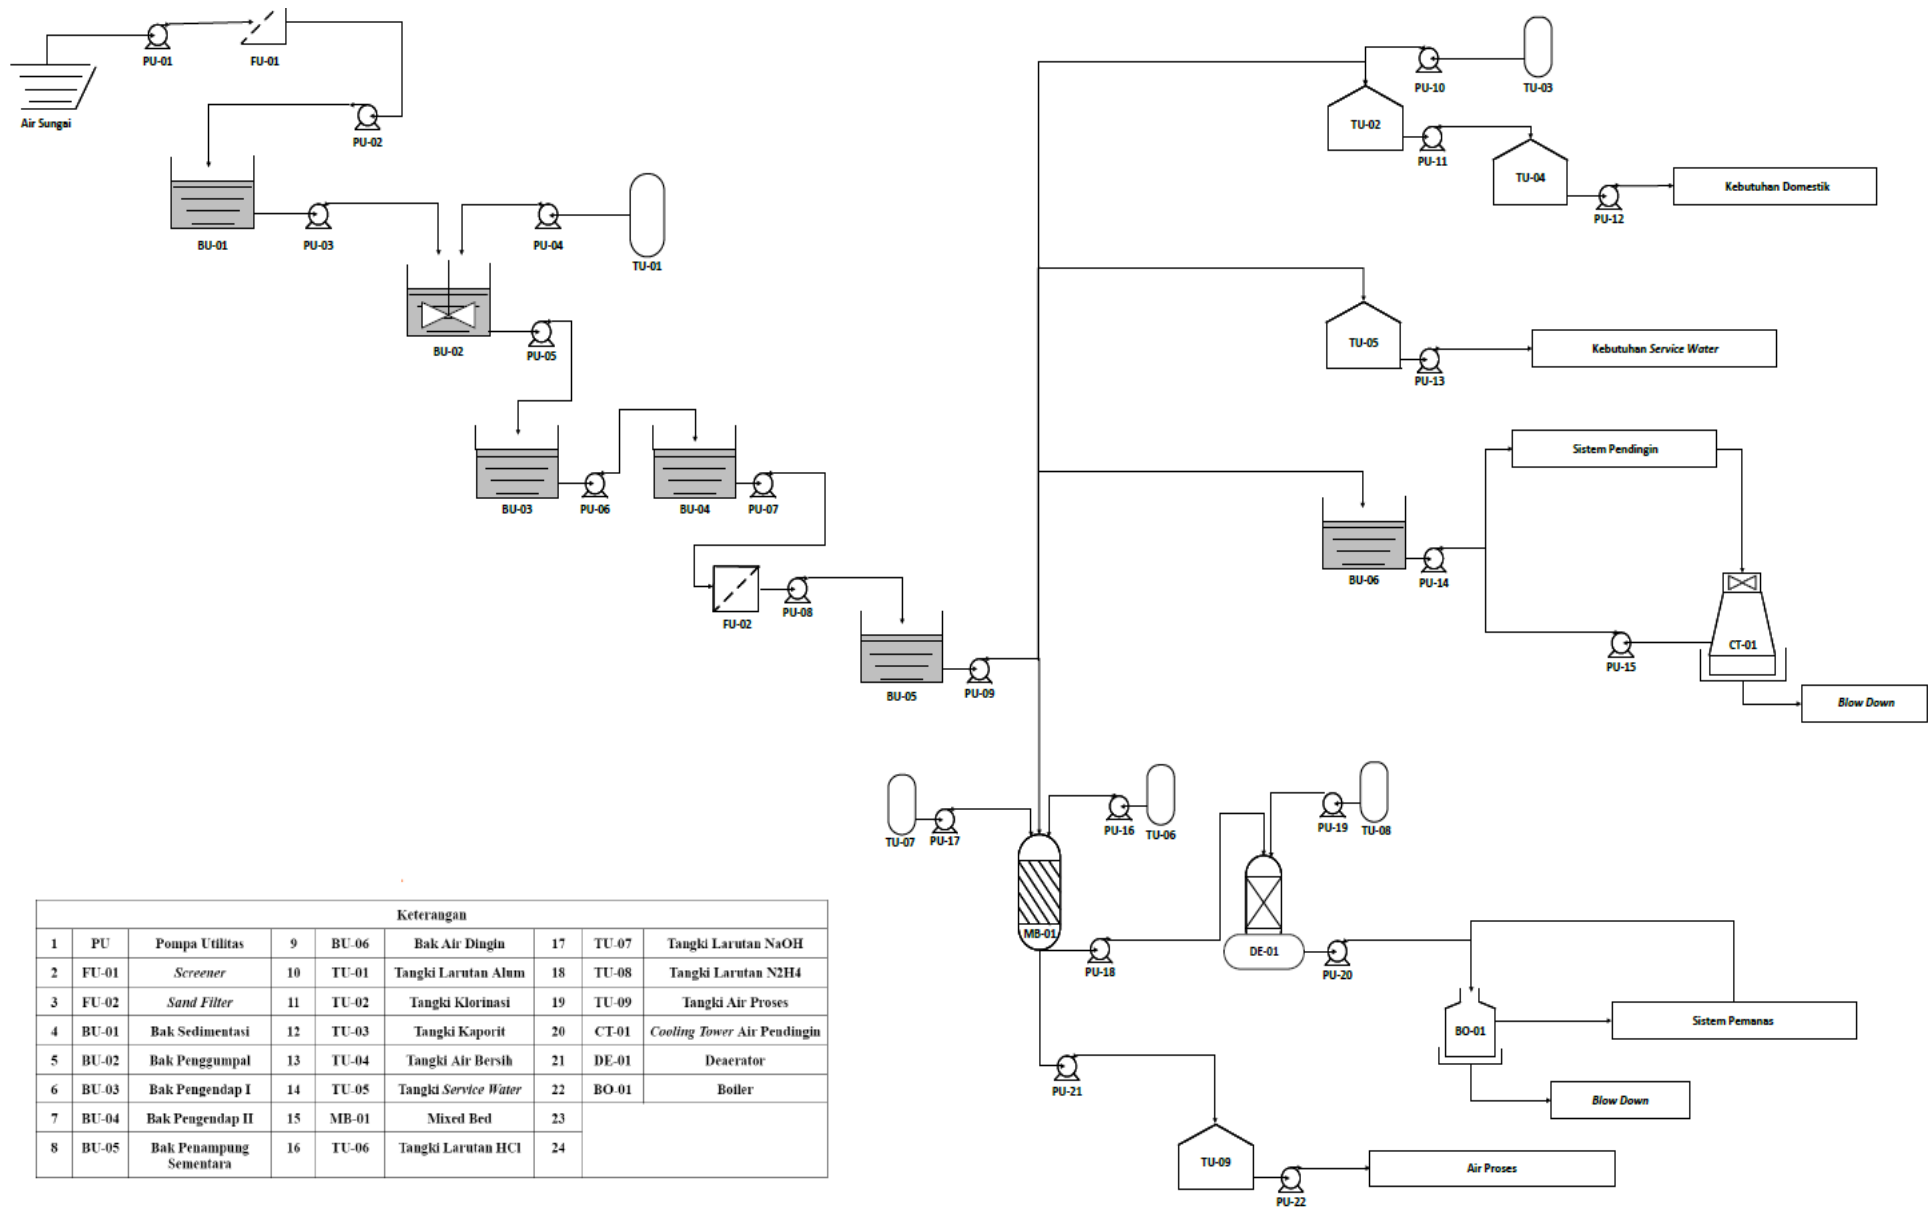 PU-01
FU-01
Air Sungai
PU-02
BU-01
PU-03
PU-04
TU-01
BU-02
PU-05
BU-03
PU-06
BU-04
PU-07
FU-02
PU-08
BU-05
PU-09
PU-10
TU-03
TU-02
PU-11
TU-04
PU-12
Kebutuhan Domestik
TU-05
PU-13
Kebutuhan Service Water
Sistem Pendingin
BU-06
PU-14
PU-15
CT-01
Blow Down
TU-07
PU-17
PU-16
TU-06
MB-01
PU-18
PU-19
TU-08
DE-01
PU-20
BO-01
Sistem Pemanas
Blow Down
PU-21
TU-09
PU-22
Air Proses
Keterangan
1 PU Pompa Utilitas 9 BU-06 Bak Air Dingin 17 TU-07 Tangki Larutan NaOH
2 FU-01 Screener 10 TU-01 Tangki Larutan Alum 18 TU-08 Tangki Larutan N2H4
3 FU-02 Sand Filter 11 TU-02 Tangki Klorinasi 19 TU-09 Tangki Air Proses
4 BU-01 Bak Sedimentasi 12 TU-03 Tangki Kaporit 20 CT-01 Cooling Tower Air Pendingin
5 BU-02 Bak Penggumpal 13 TU-04 Tangki Air Bersih 21 DE-01 Deaerator
6 BU-03 Bak Pengendap I 14 TU-05 Tangki Service Water 22 BO-01 Boiler
7 BU-04 Bak Pengendap II 15 MB-01 Mixed Bed 23
8 BU-05 Bak Penampung Sementara 16 TU-06 Tangki Larutan HCl 24